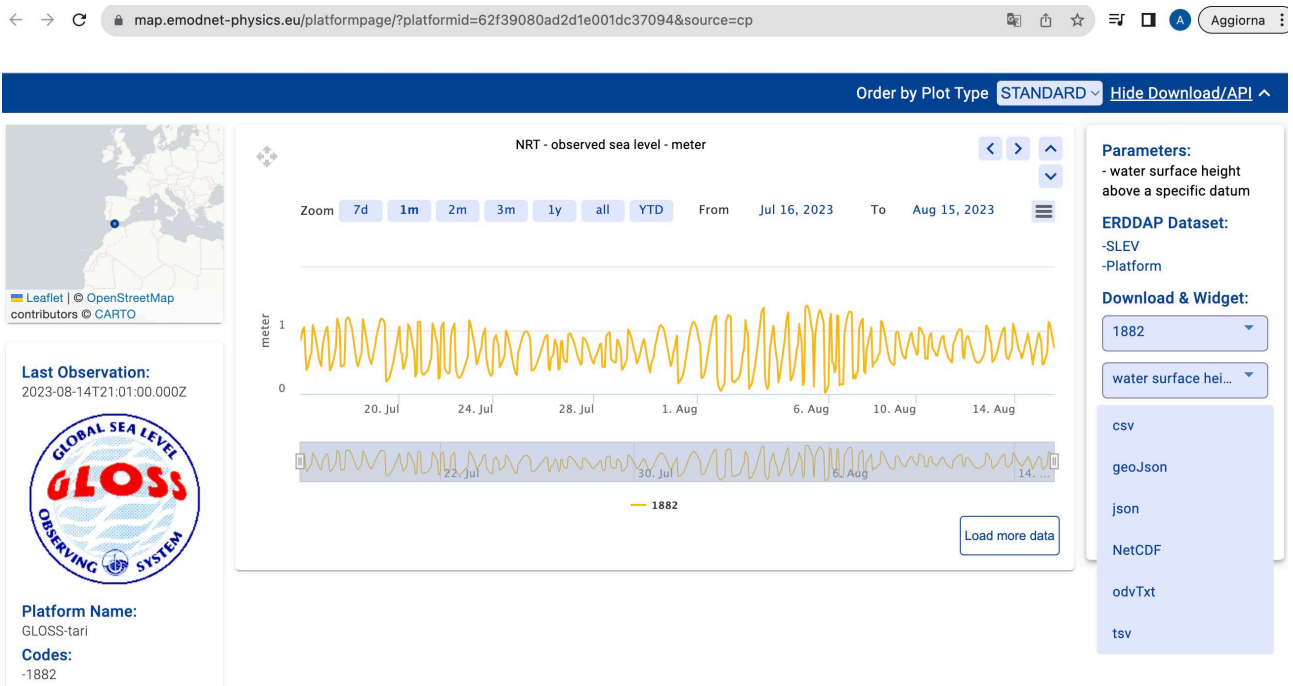 map.emodnet-physics.eu/platformpage/?platformid=62f39080ad2d1e001dc37094&source=cp
A
Aggiorna
Order by Plot Type STANDARD Hide Download/API
Leaflet | © OpenStreetMap
contributors © CARTO
Last Observation:
2023-08-14T21:01:00.000Z
GLOBAL SEA LEVEL
GLOSS
OBSERVING SYSTEM
Platform Name:
GLOSS-tari
Codes:
-1882
NRT - observed sea level - meter
Zoom 7d 1m 2m 3m 1y all YTD From Jul 16, 2023 To Aug 15, 2023
meter
1
0
20. Jul 24. Jul 28. Jul 1. Aug 6. Aug 10. Aug 14. Aug
22. Jul 30. Jul 6. Aug 14. ...
1882
Load more data
Parameters:
- water surface height
above a specific datum
ERDDAP Dataset:
-SLEV
-Platform
Download & Widget:
1882
water surface hei...
csv
geoJson
json
NetCDF
odvTxt
tsv